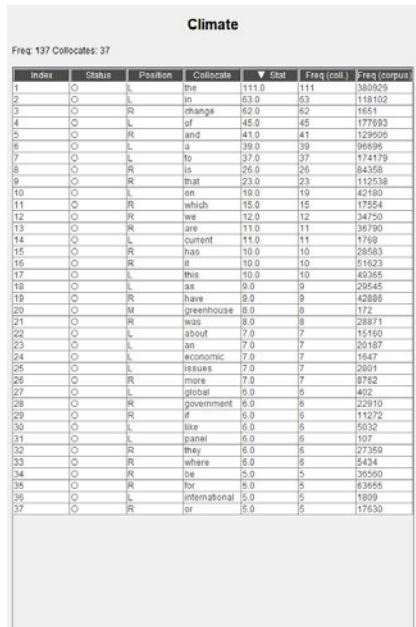 Climate
Freq: 137 Collocates: 37
Index Status Position Collocate ▼ Stat Freq (coll.) Freq (corpus)
1 O L the 111.0 111 380929
2 O L in 63.0 63 118102
3 O R change 62.0 62 1651
4 O L of 45.0 45 177693
5 O R and 41.0 41 129606
6 O L a 39.0 39 96696
7 O L to 37.0 37 174179
8 O R is 26.0 26 84358
9 O R that 23.0 23 112538
10 O L on 19.0 19 42180
11 O R which 15.0 15 17554
12 O R we 12.0 12 34750
13 O R are 11.0 11 36790
14 O L current 11.0 11 1768
15 O R has 10.0 10 28583
16 O R it 10.0 10 51623
17 O L this 10.0 10 49365
18 O L as 9.0 9 29545
19 O R have 9.0 9 42886
20 O M greenhouse 8.0 8 172
21 O R was 8.0 8 28871
22 O L about 7.0 7 15160
23 O L an 7.0 7 20187
24 O L economic 7.0 7 1647
25 O L issues 7.0 7 2801
26 O R more 7.0 7 8762
27 O L global 6.0 6 402
28 O R government 6.0 6 22910
29 O R if 6.0 6 11272
30 O L like 6.0 6 5032
31 O L panel 6.0 6 107
32 O R they 6.0 6 27359
33 O R where 6.0 6 5434
34 O R be 5.0 5 36560
35 O R for 5.0 5 63655
36 O L international 5.0 5 1809
37 O R or 5.0 5 17630